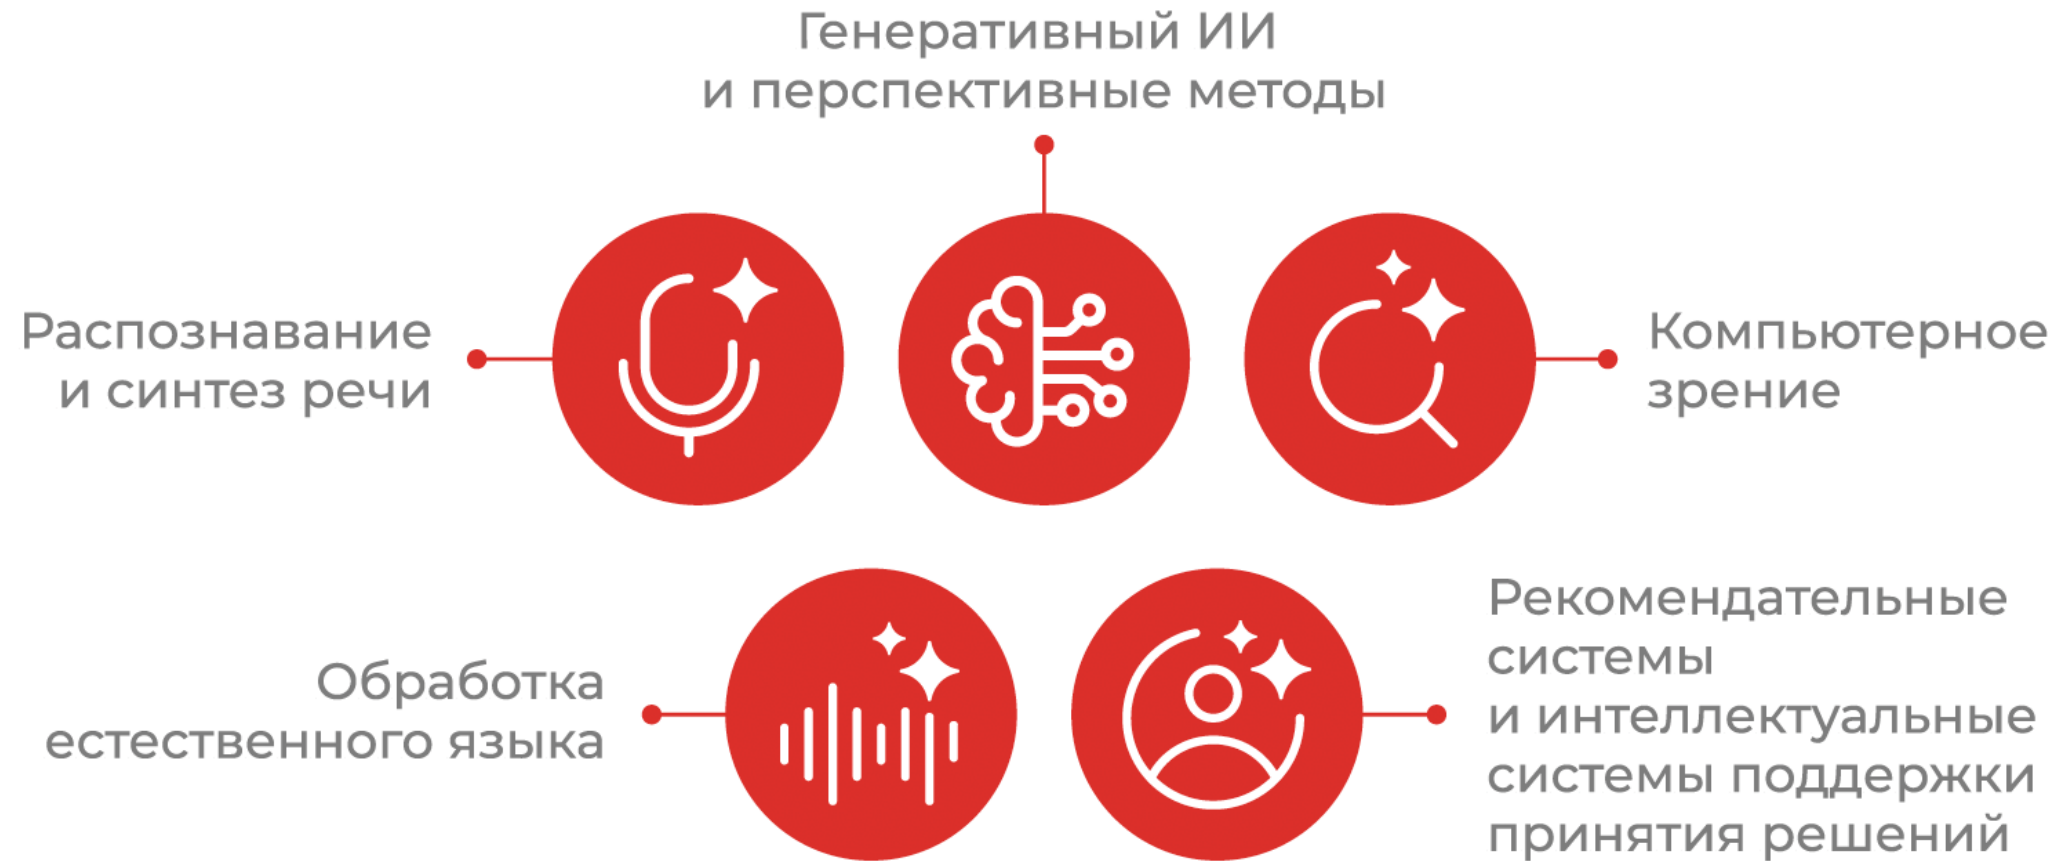 Генеративный ИИ
и перспективные методы
Распознавание
и синтез речи
Компьютерное
зрение
Обработка
естественного языка
Рекомендательные
системы
и интеллектуальные
системы поддержки
принятия решений